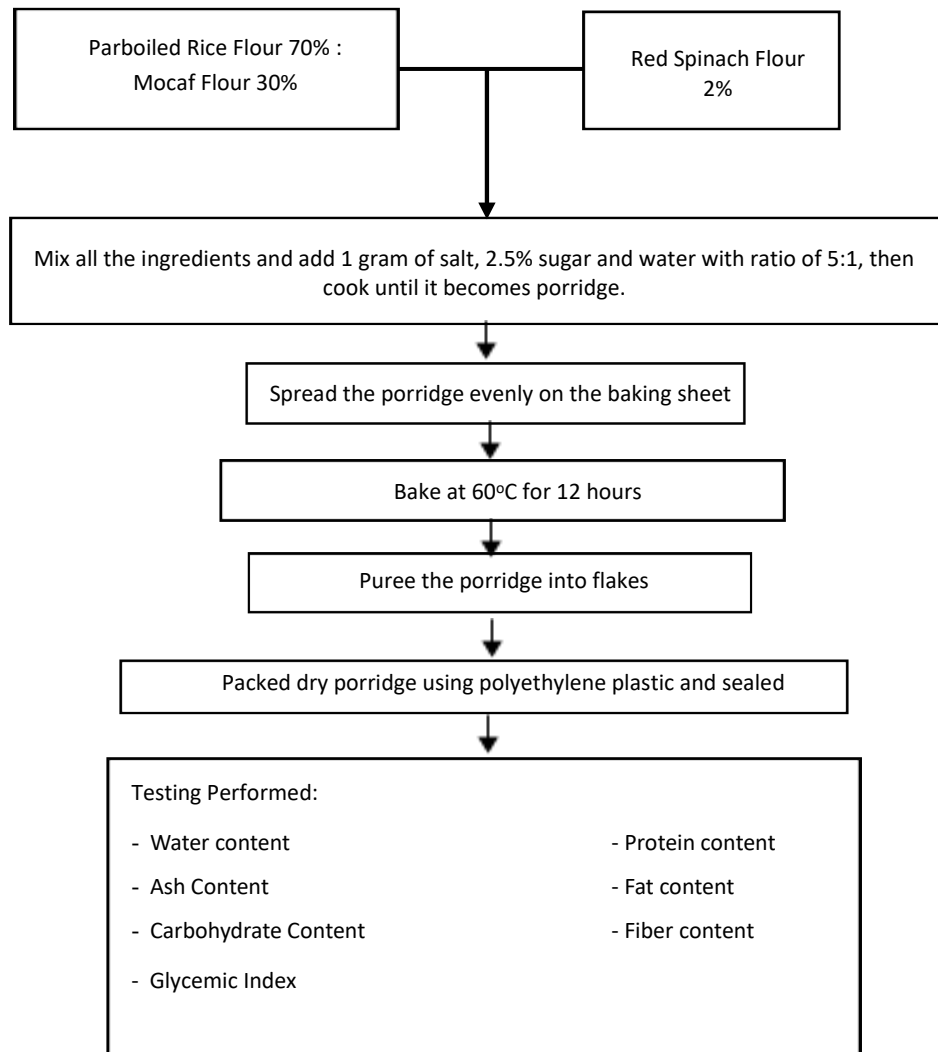 Parboiled Rice Flour 70% :
Mocaf Flour 30%
Red Spinach Flour
2%
Mix all the ingredients and add 1 gram of salt, 2.5% sugar and water with ratio of 5:1, then
cook until it becomes porridge.
Spread the porridge evenly on the baking sheet
Bake at 60°C for 12 hours
Puree the porridge into flakes
Packed dry porridge using polyethylene plastic and sealed
Testing Performed:
- Water content
- Ash Content
- Carbohydrate Content
- Glycemic Index
- Protein content
- Fat content
- Fiber content